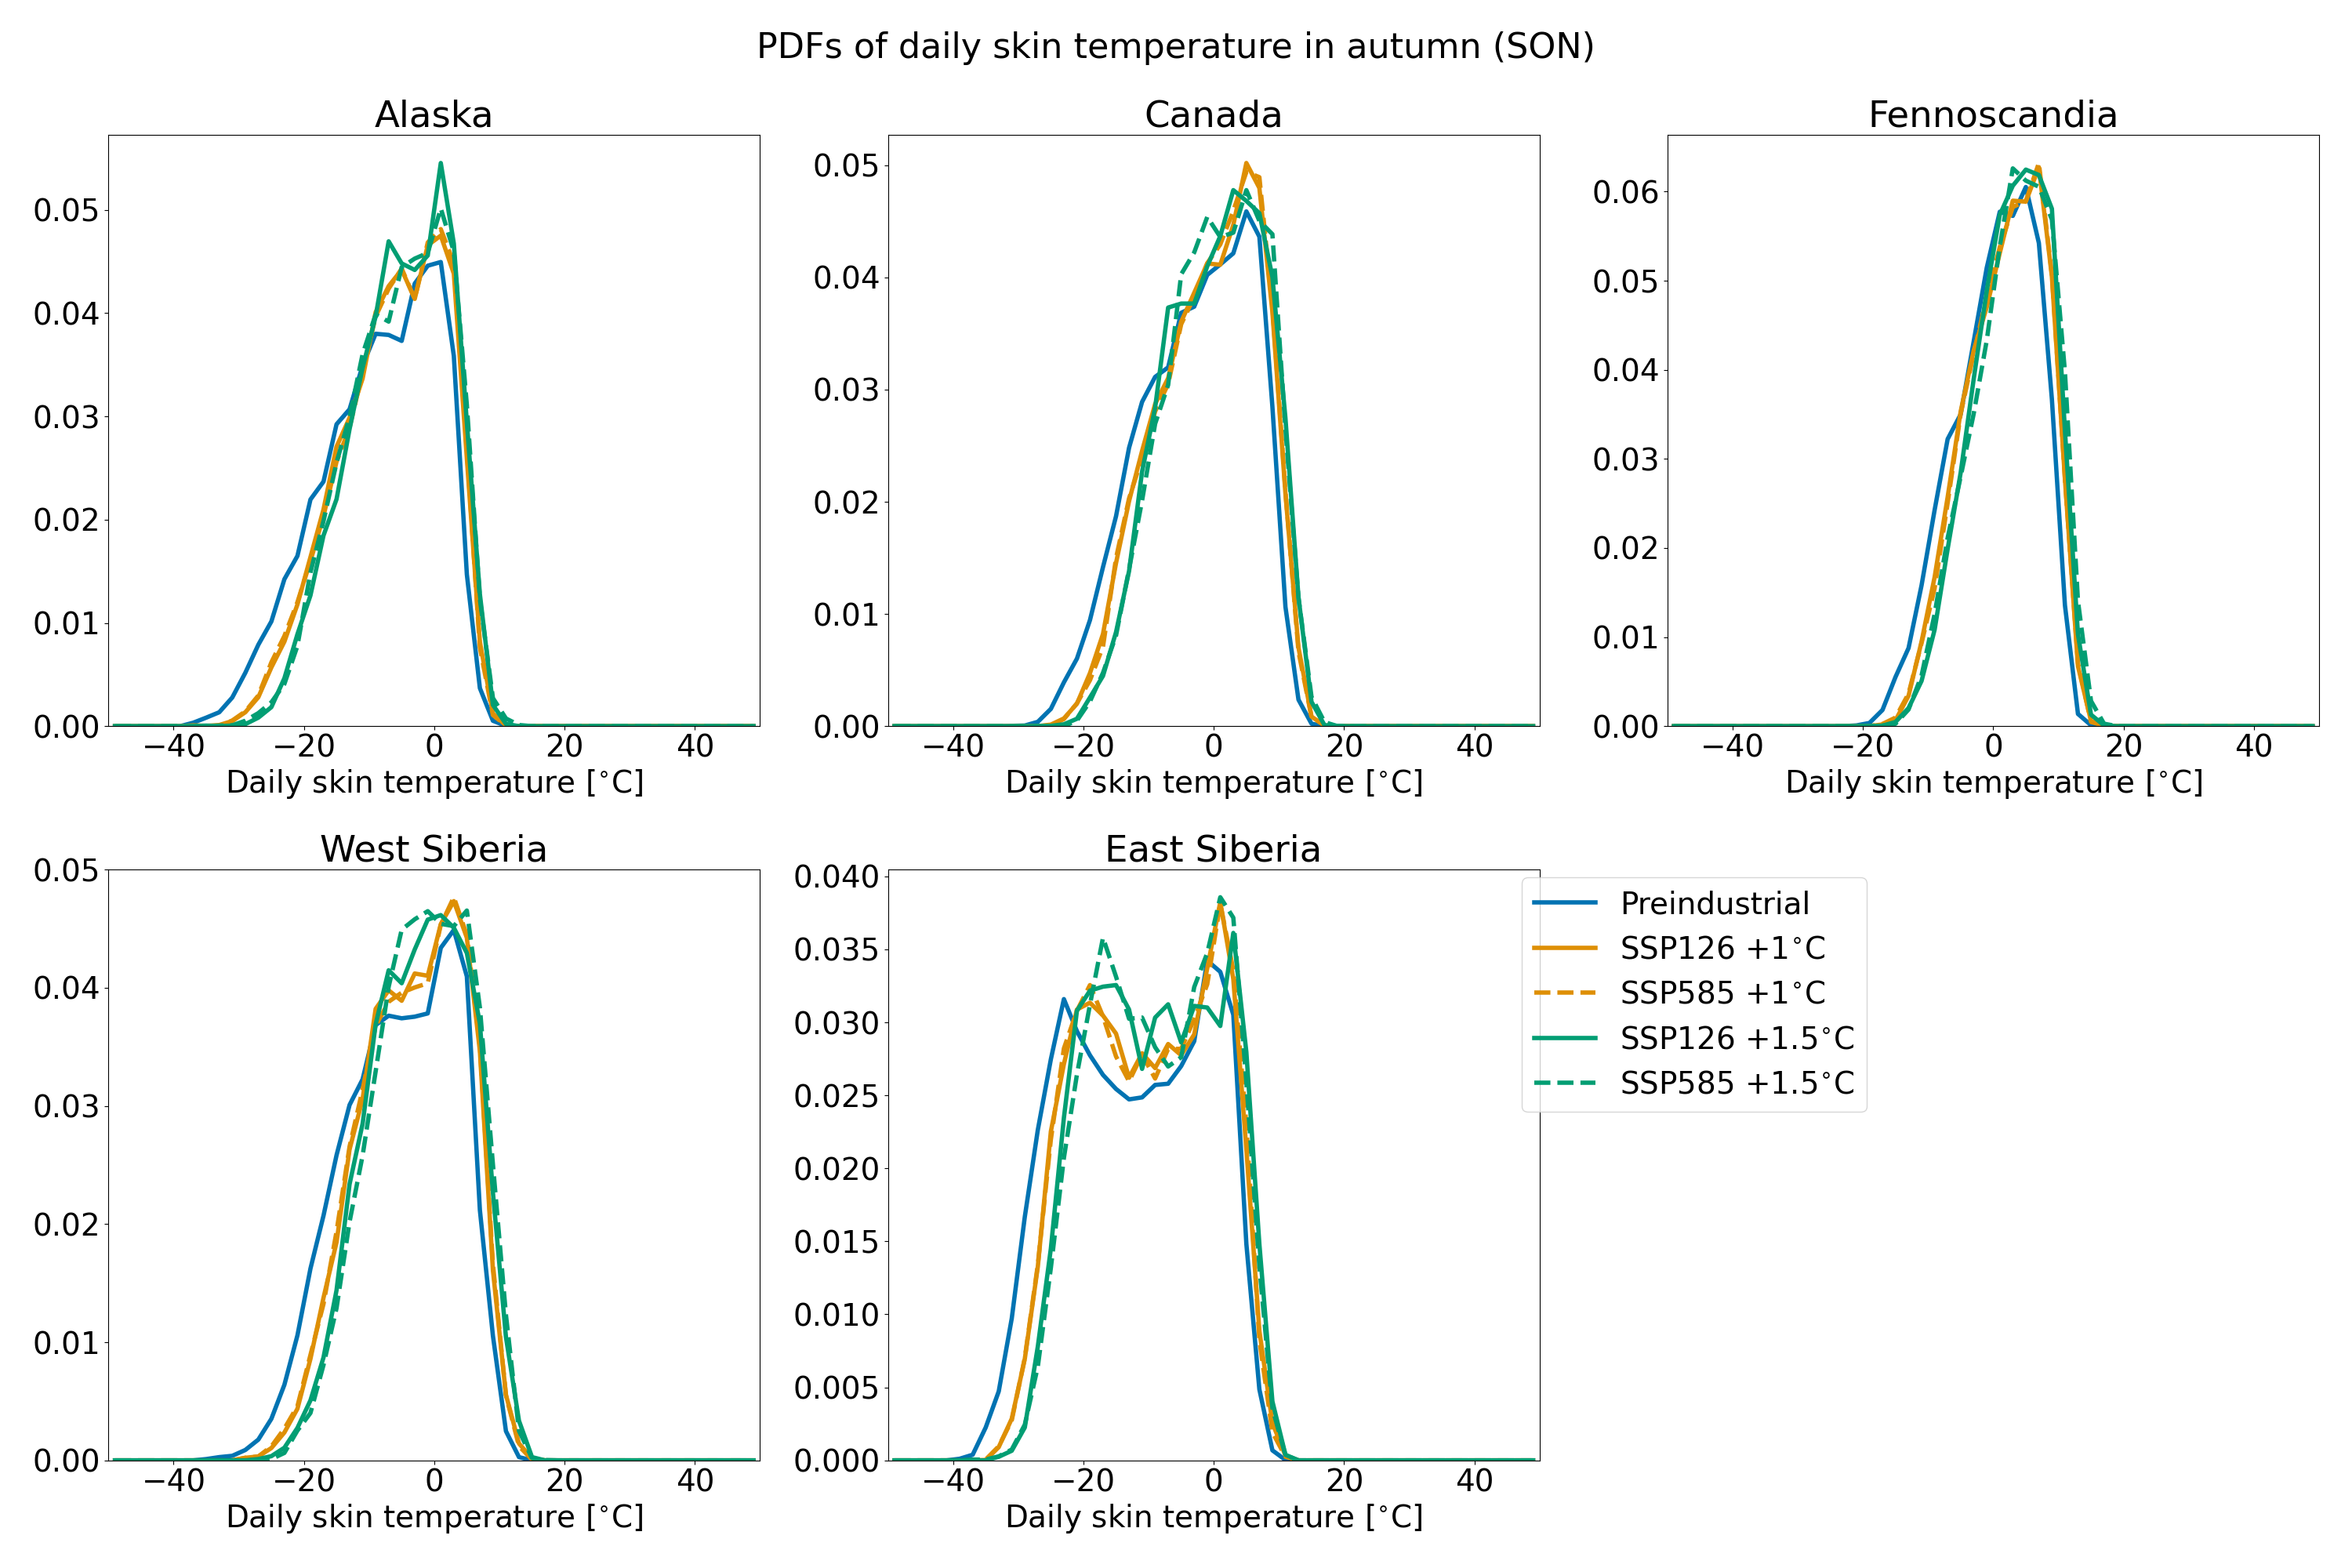 PDFs of daily skin temperature in autumn (SON)
Alaska
0.05
0.04
0.03
0.02
0.01
0.00
−40 −20 0 20 40
Daily skin temperature [°C]
Canada
0.05
0.04
0.03
0.02
0.01
0.00
−40 −20 0 20 40
Daily skin temperature [°C]
Fennoscandia
0.06
0.05
0.04
0.03
0.02
0.01
0.00
−40 −20 0 20 40
Daily skin temperature [°C]
West Siberia
0.05
0.04
0.03
0.02
0.01
0.00
−40 −20 0 20 40
Daily skin temperature [°C]
East Siberia
0.040
0.035
0.030
0.025
0.020
0.015
0.010
0.005
0.000
−40 −20 0 20 40
Daily skin temperature [°C]
Preindustrial
SSP126 +1°C
SSP585 +1°C
SSP126 +1.5°C
SSP585 +1.5°C